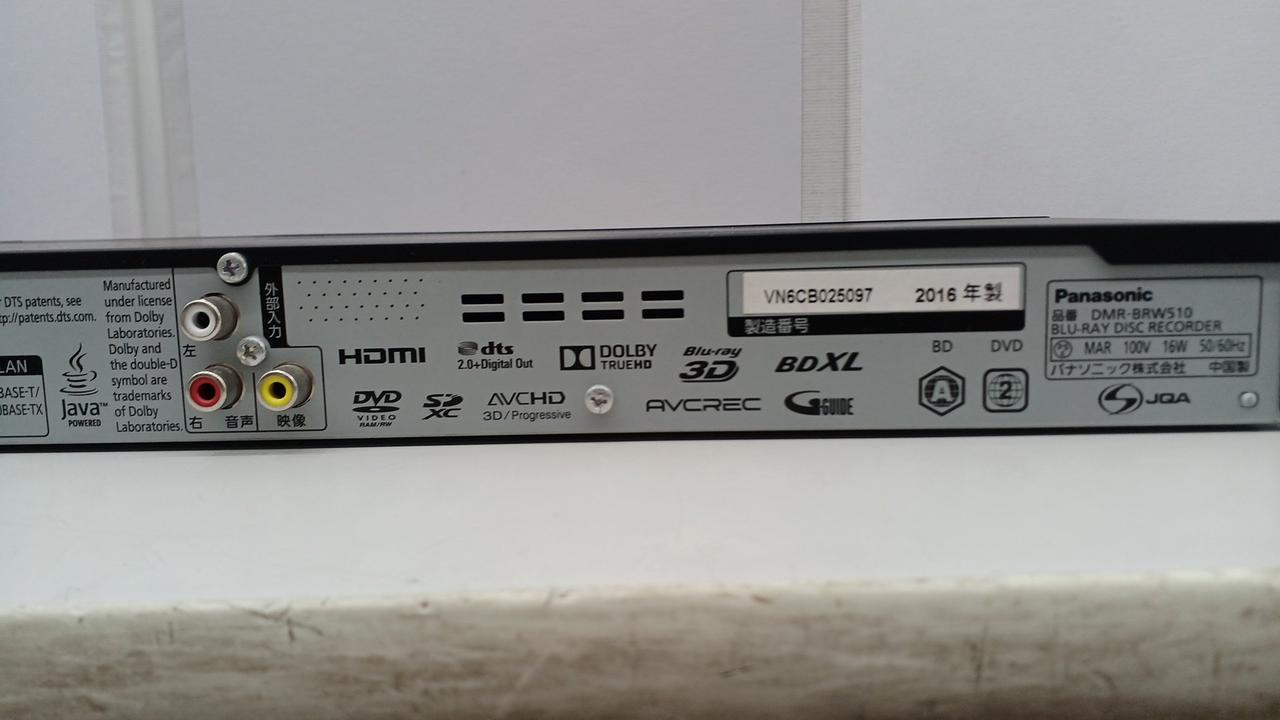 r DTS patents, see
ttp://patents.dts.com.
LAN
BASE-T/
0BASE-TX
Java™
POWERED
Manufactured
under license
from Dolby
Laboratories.
Dolby and
the double-D
symbol are
trademarks
of Dolby
Laboratories.
外部入力
左
右 音声
映像
HDMI
dts
2.0+Digital Out
DOLBY
TRUEHD
Blu-ray
3D
BDXL
DVD
VIDEO
RAM/RW
SD
XC
AVCHD
3D/Progressive
AVCREC
G-GUIDE
VN6CB025097 2016 年製
製造番号
BD DVD
A 2
Panasonic
品番 DMR-BRW510
BLU-RAY DISC RECORDER
MAR 100V 16W 50/60Hz
パナソニック株式会社 中国製
JQA